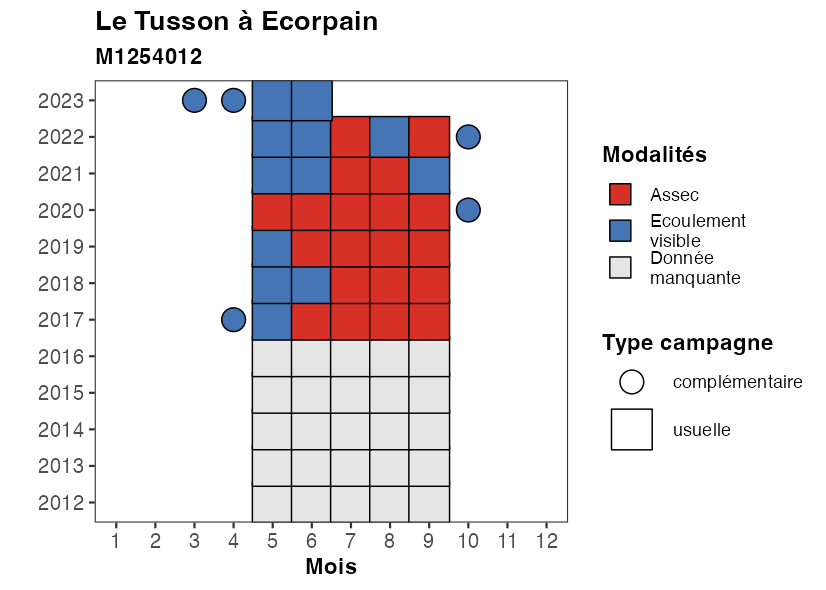 Le Tusson à Ecorpain
M1254012
2023
2022
2021
2020
2019
2018
2017
2016
2015
2014
2013
2012
1 2 3 4 5 6 7 8 9 10 11 12
Mois
Modalités
Assec
Ecoulement
visible
Donnée
manquante
Type campagne
complémentaire
usuelle